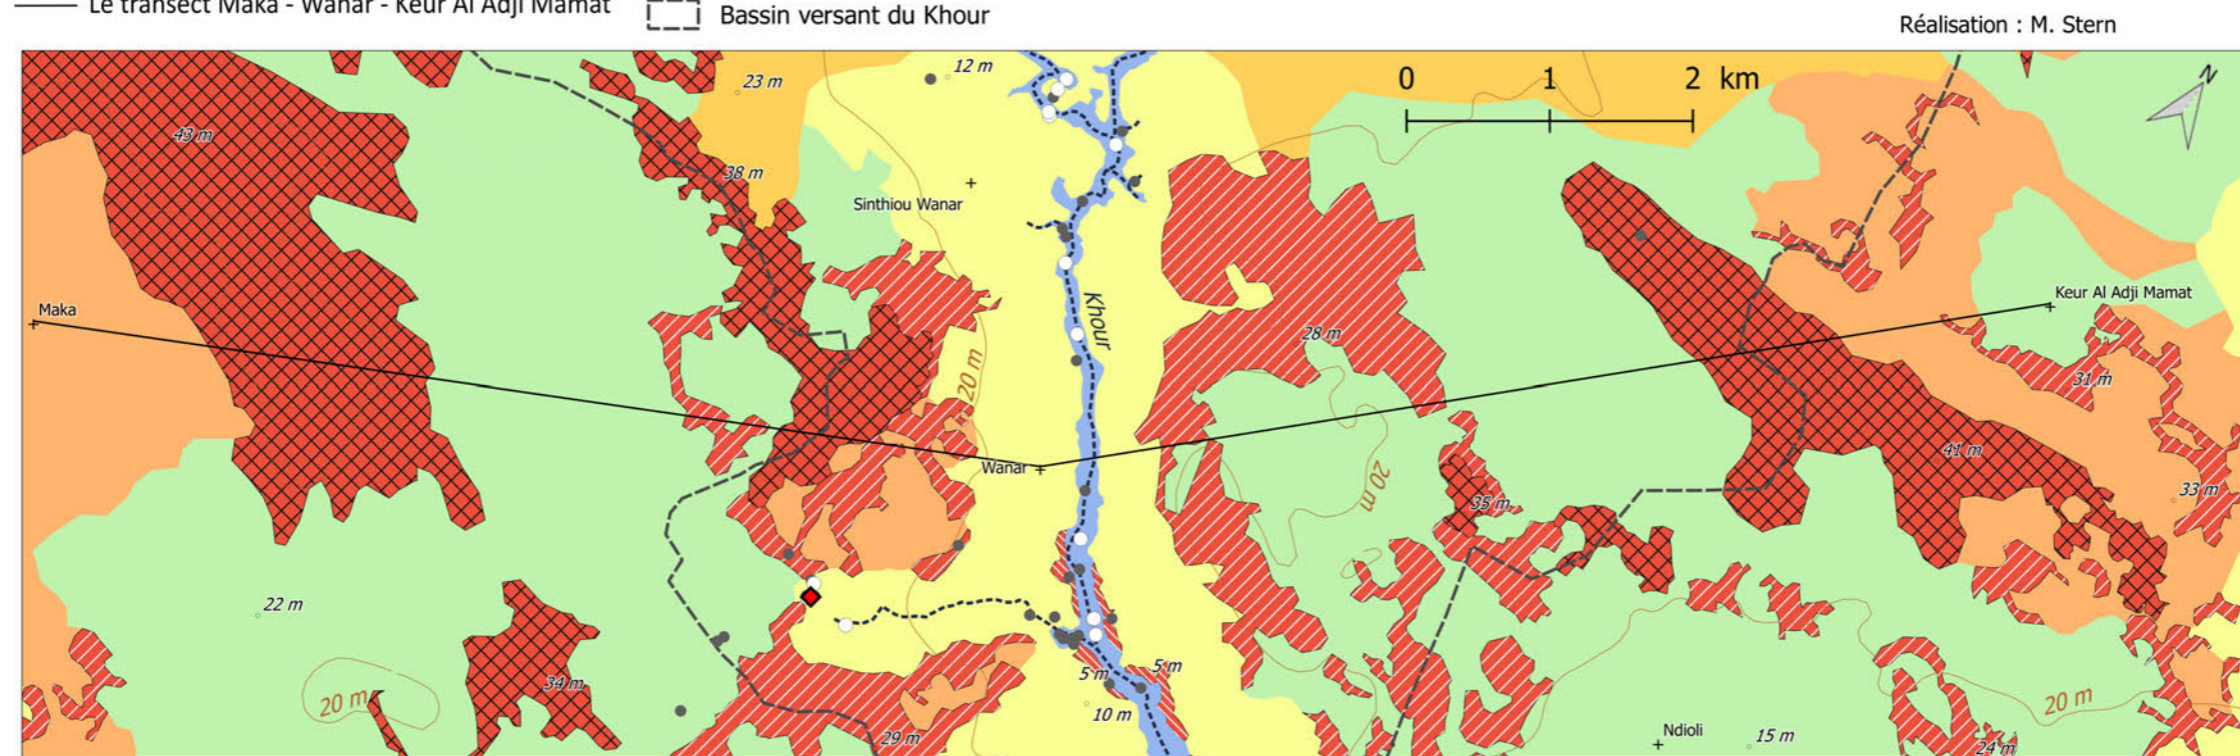 Le transect Maka - Wanar - Keur Al Adji Mamat
Bassin versant du Khour
Réalisation : M. Stern
0 1 2 km
N
12 m
23 m
43 m
38 m
Sinthiou Wanar
Khour
Keur Al Adji Mamat
Maka
28 m
20 m
31 m
41 m
Wanar
20 m
35 m
33 m
22 m
5 m
5 m
34 m
20 m
10 m
20 m
Ndioli
15 m
29 m
24 m